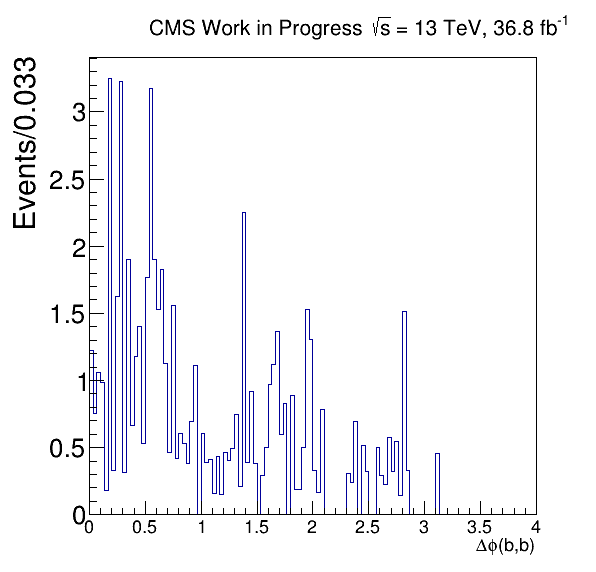 CMS Work in Progress √s = 13 TeV, 36.8 fb⁻¹
Events/0.033
3
2.5
2
1.5
1
0.5
0
0 0.5 1 1.5 2 2.5 3 3.5 4
Δϕ(b,b)